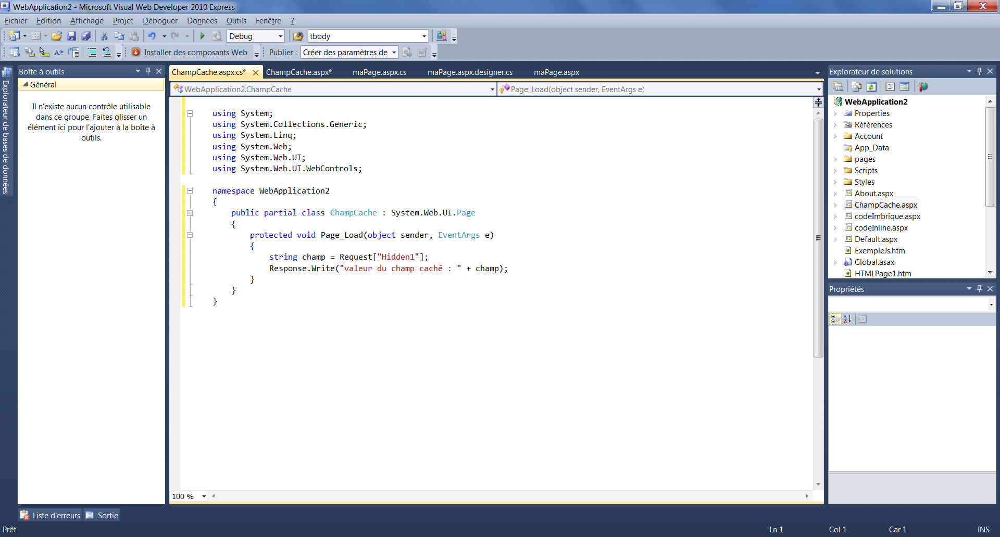 WebApplication2 - Microsoft Visual Web Developer 2010 Express
Fichier Edition Affichage Projet Déboguer Données Outils Fenêtre ?
Debug tbody
Installer des composants Web Publier : Créer des paramètres de
Explorateur de bases de données
Boîte à outils
Général
Il n'existe aucun contrôle utilisable
dans ce groupe. Faites glisser un
élément ici pour l'ajouter à la boîte à
outils.
ChampCache.aspx.cs* ChampCache.aspx* maPage.aspx.cs maPage.aspx.designer.cs maPage.aspx
WebApplication2.ChampCache Page_Load(object sender, EventArgs e)
using System;
using System.Collections.Generic;
using System.Linq;
using System.Web;
using System.Web.UI;
using System.Web.UI.WebControls;
namespace WebApplication2
{
public partial class ChampCache : System.Web.UI.Page
{
protected void Page_Load(object sender, EventArgs e)
{
string champ = Request["Hidden1"];
Response.Write("valeur du champ caché : " + champ);
}
}
}
100 %
Explorateur de solutions
WebApplication2
Properties
Références
Account
App_Data
pages
Scripts
Styles
About.aspx
ChampCache.aspx
codeImbrique.aspx
codeInline.aspx
Default.aspx
ExempleJs.htm
Global.asax
HTMLPage1.htm
Propriétés
Liste d'erreurs Sortie
Prêt Ln 1 Col 1 Car 1 INS